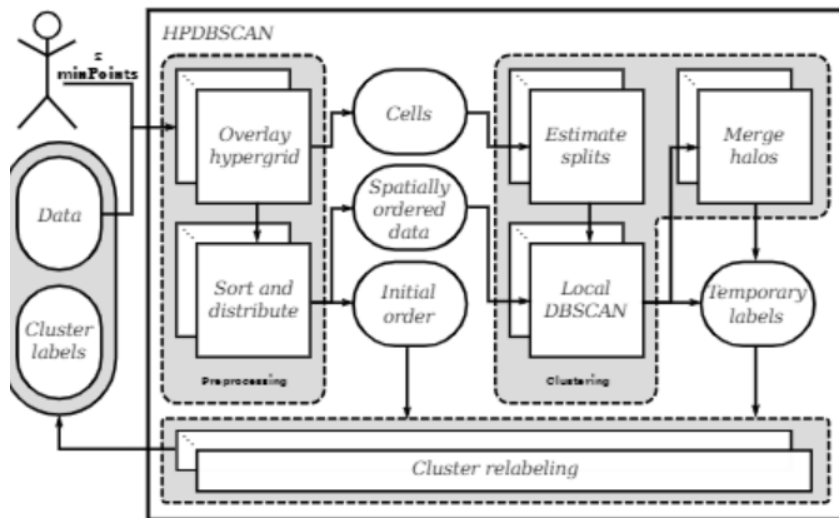 HPDBSCAN
ε
minPoints
Overlay
hypergrid
Cells
Estimate
splits
Merge
halos
Data
Spatially
ordered
data
Sort and
distribute
Initial
order
Local
DBSCAN
Temporary
labels
Cluster
labels
Preprocessing
Clustering
Cluster relabeling